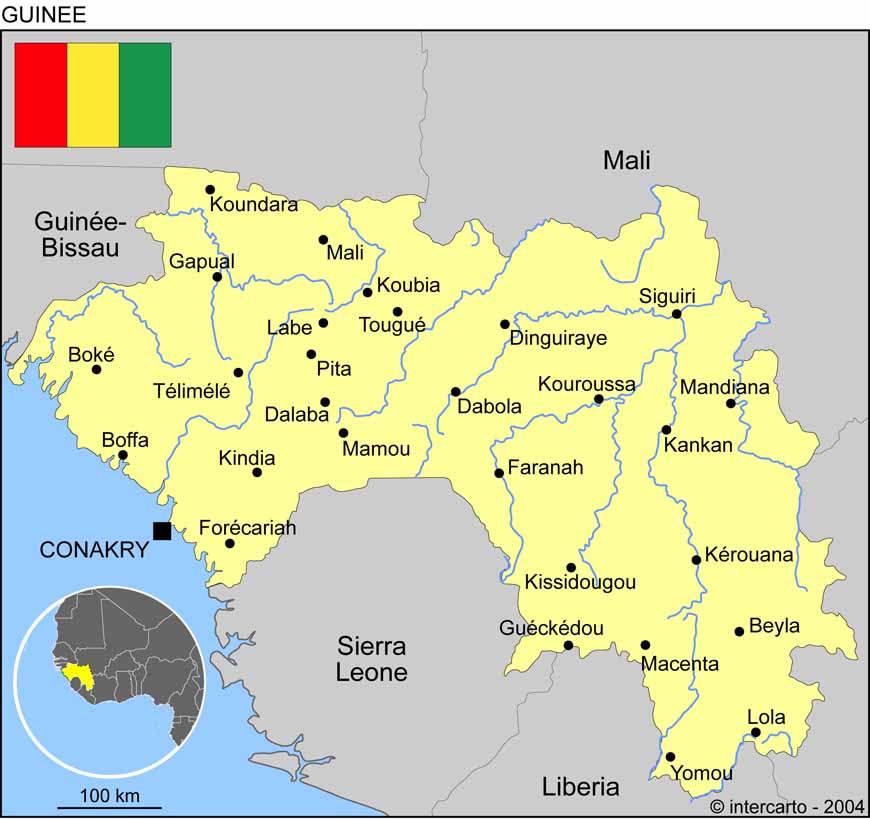 GUINEE
Mali
Koundara
Guinée-
Bissau
Mali
Gapual
Koubia
Siguiri
Labe
Tougué
Dinguiraye
Boké
Pita
Télimélé
Kouroussa
Mandiana
Dalaba
Dabola
Boffa
Mamou
Kankan
Kindia
Faranah
Forécariah
CONAKRY
Kérouana
Kissidougou
Guéckédou
Beyla
Sierra
Leone
Macenta
Lola
Yomou
Liberia
100 km
© intercarto - 2004